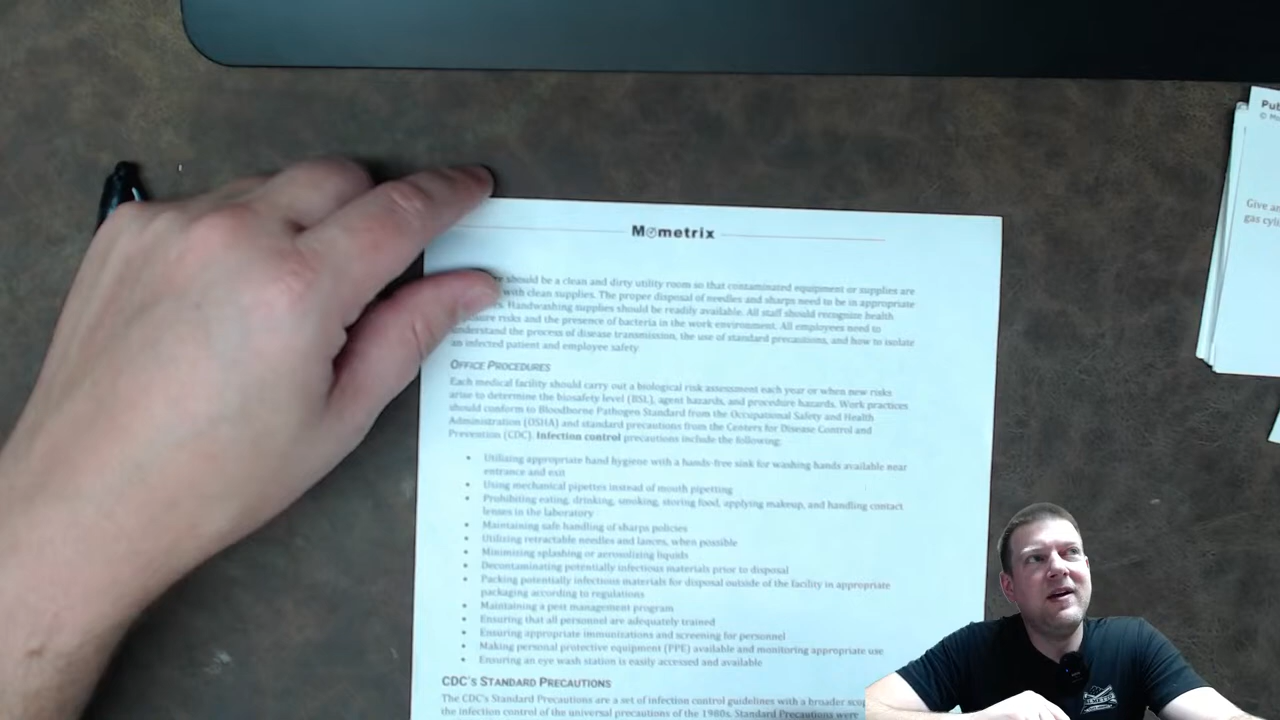 Mometrix
should be a clean and dirty utility room so that contaminated equipment or supplies are
with clean supplies. The proper disposal of needles and sharps need to be in appropriate
Handwashing supplies should be readily available. All staff should recognize health
risks and the presence of bacteria in the work environment. All employees need to
understand the process of disease transmission, the use of standard precautions, and how to isolate
an infected patient and employee safety.
OFFICE PROCEDURES
Each medical facility should carry out a biological risk assessment each year or when new risks
arise to determine the biosafety level (BSL), agent hazards, and procedure hazards. Work practices
should conform to Bloodborne Pathogen Standard from the Occupational Safety and Health
Administration (OSHA) and standard precautions from the Centers for Disease Control and
Prevention (CDC). Infection control precautions include the following:
• Utilizing appropriate hand hygiene with a hands-free sink for washing hands available near
entrance and exit
• Using mechanical pipettes instead of mouth pipetting
• Prohibiting eating, drinking, smoking, storing food, applying makeup, and handling contact
lenses in the laboratory
• Maintaining safe handling of sharps policies
• Utilizing retractable needles and lances, when possible
• Minimizing splashing or aerosolizing liquids
• Decontaminating potentially infectious materials prior to disposal
• Packing potentially infectious materials for disposal outside of the facility in appropriate
packaging according to regulations
• Maintaining a pest management program
• Ensuring that all personnel are adequately trained
• Ensuring appropriate immunizations and screening for personnel
• Making personal protective equipment (PPE) available and monitoring appropriate use
• Ensuring an eye wash station is easily accessed and available
CDC'S STANDARD PRECAUTIONS
The CDC's Standard Precautions are a set of infection control guidelines with a broader
the infection control of the universal precautions of the 1980s. Standard Precautions were
Give
gas